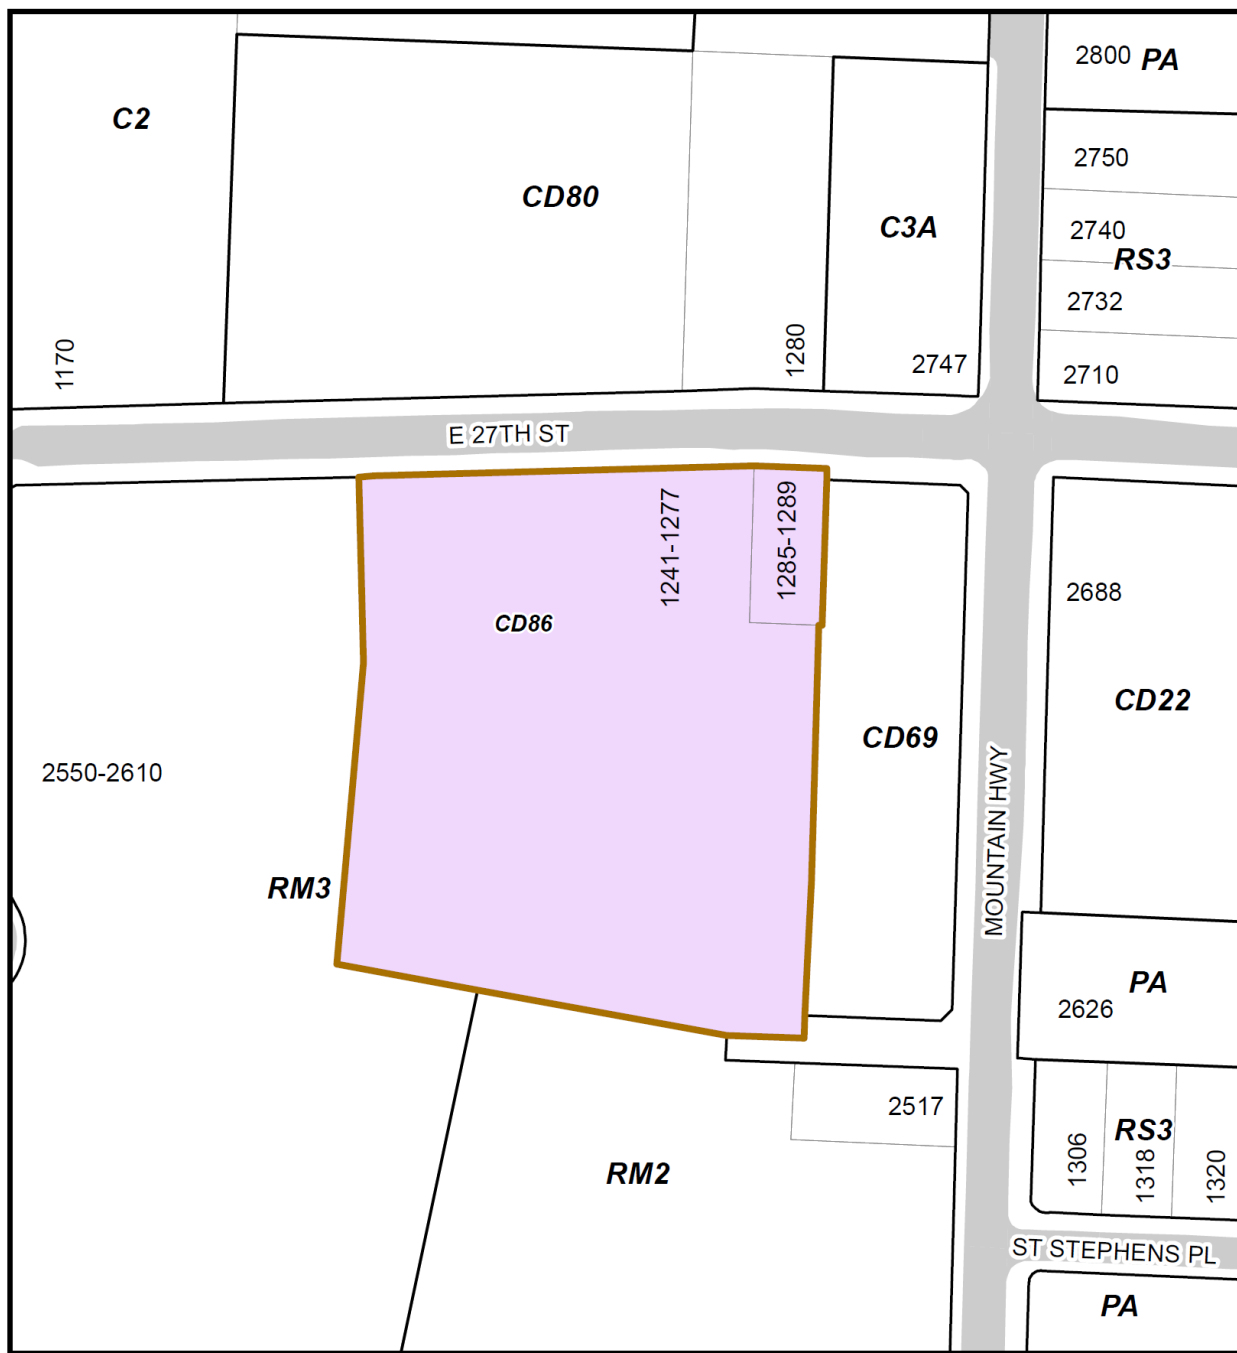 2800 PA
C2
2750
CD80
C3A
2740
RS3
2732
1170
1280
2747
2710
E 27TH ST
1241-1277
1285-1289
2688
CD86
CD22
CD69
2550-2610
MOUNTAIN HWY
RM3
PA
2626
2517
RS3
1306
1318
1320
RM2
ST STEPHENS PL
PA